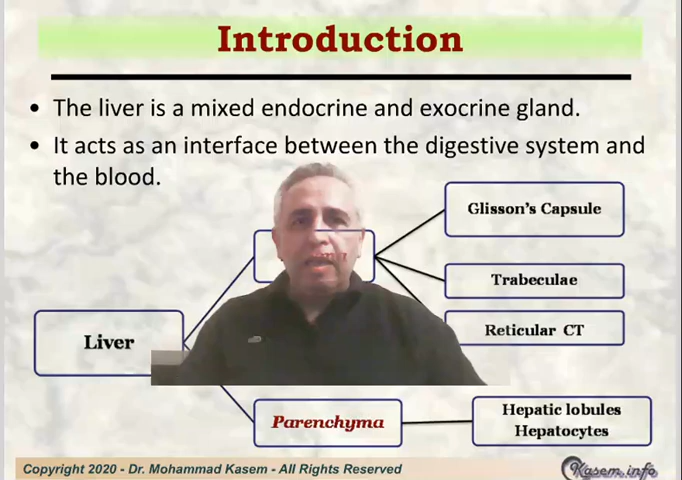 Introduction
• The liver is a mixed endocrine and exocrine gland.
• It acts as an interface between the digestive system and
the blood.
Glisson's Capsule
Trabeculae
Liver
Reticular CT
Parenchyma
Hepatic lobules
Hepatocytes
Copyright 2020 - Dr. Mohammad Kasem - All Rights Reserved
Kasem.info